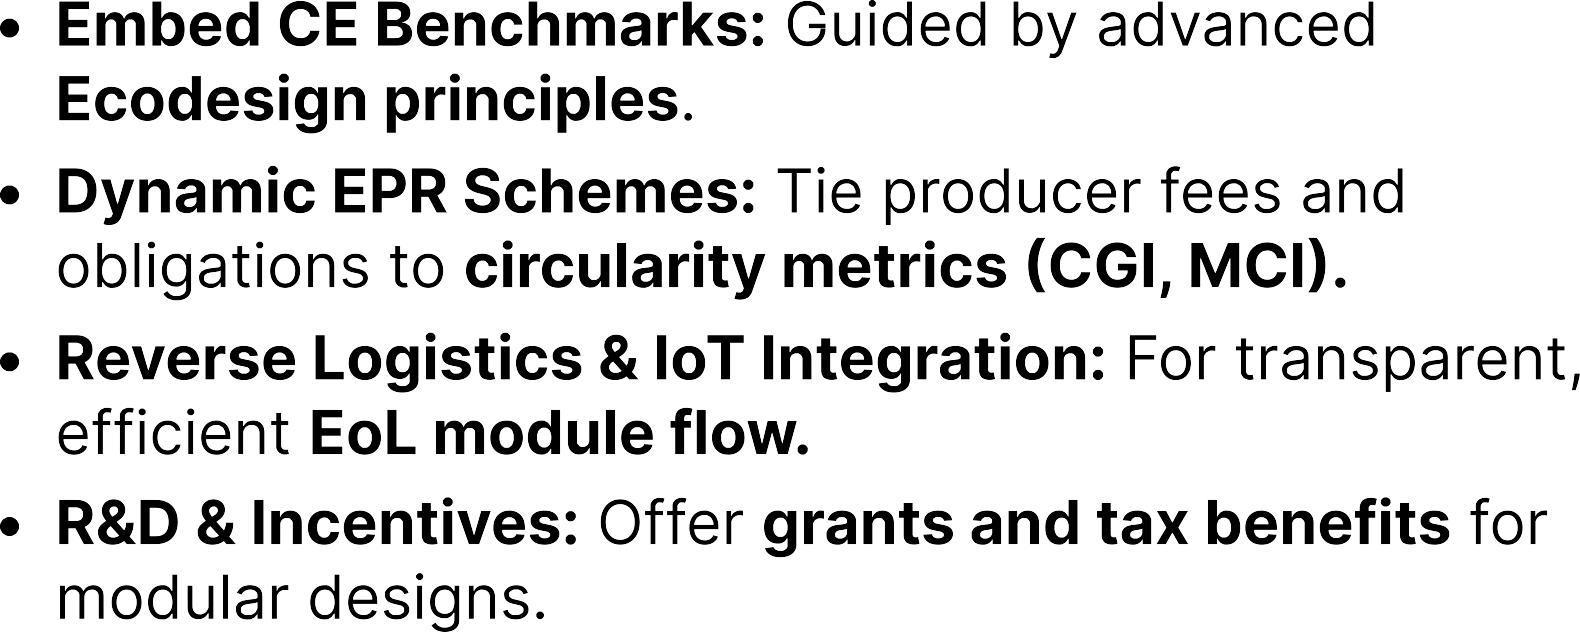 • Embed CE Benchmarks: Guided by advanced
Ecodesign principles.
• Dynamic EPR Schemes: Tie producer fees and
obligations to circularity metrics (CGI, MCI).
• Reverse Logistics & IoT Integration: For transparent,
efficient EoL module flow.
• R&D & Incentives: Offer grants and tax benefits for
modular designs.